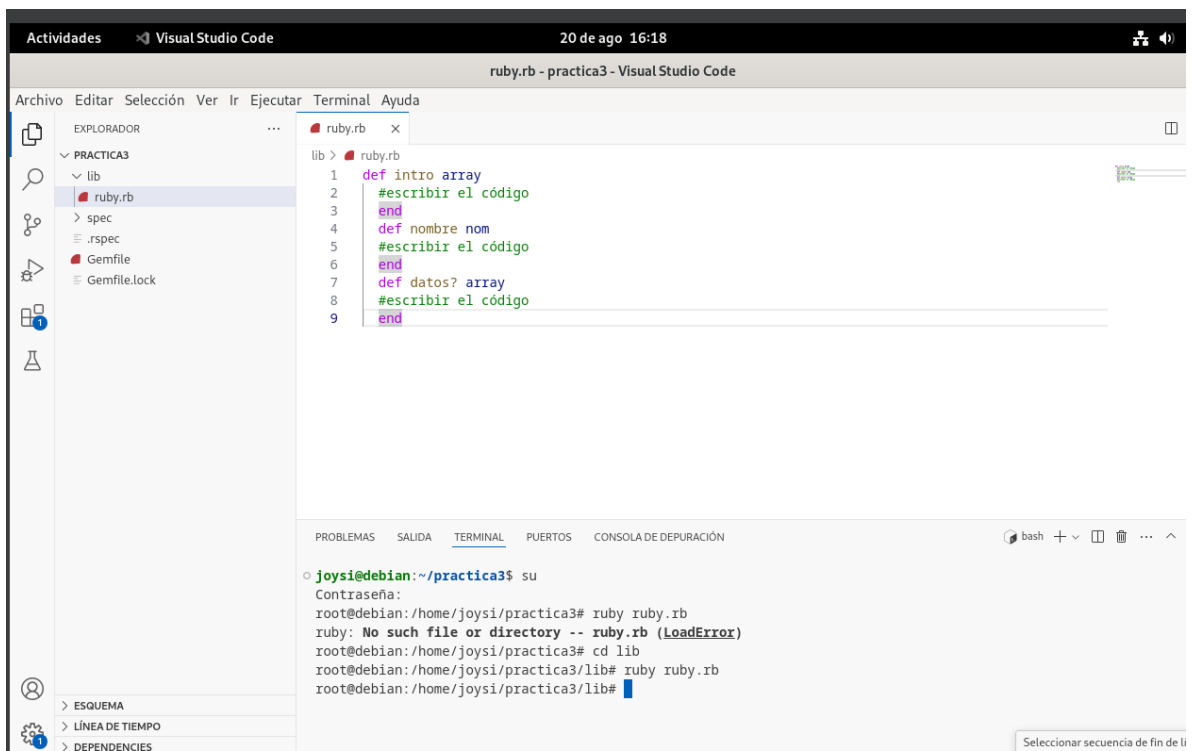 Actividades Visual Studio Code 20 de ago 16:18
ruby.rb - practica3 - Visual Studio Code
Archivo Editar Selección Ver Ir Ejecutar Terminal Ayuda
EXPLORADOR ...
PRACTICA3
lib
ruby.rb
spec
.rspec
Gemfile
Gemfile.lock
1
ruby.rb
lib > ruby.rb
1 def intro array
2 #escribir el código
3 end
4 def nombre nom
5 #escribir el código
6 end
7 def datos? array
8 #escribir el código
9 end
PROBLEMAS SALIDA TERMINAL PUERTOS CONSOLA DE DEPURACIÓN bash
joysi@debian:~/practica3$ su
Contraseña:
root@debian:/home/joysi/practica3# ruby ruby.rb
ruby: No such file or directory -- ruby.rb (LoadError)
root@debian:/home/joysi/practica3# cd lib
root@debian:/home/joysi/practica3/lib# ruby ruby.rb
root@debian:/home/joysi/practica3/lib#
ESQUEMA
LÍNEA DE TIEMPO
DEPENDENCIES
1
Seleccionar secuencia de fin de lí